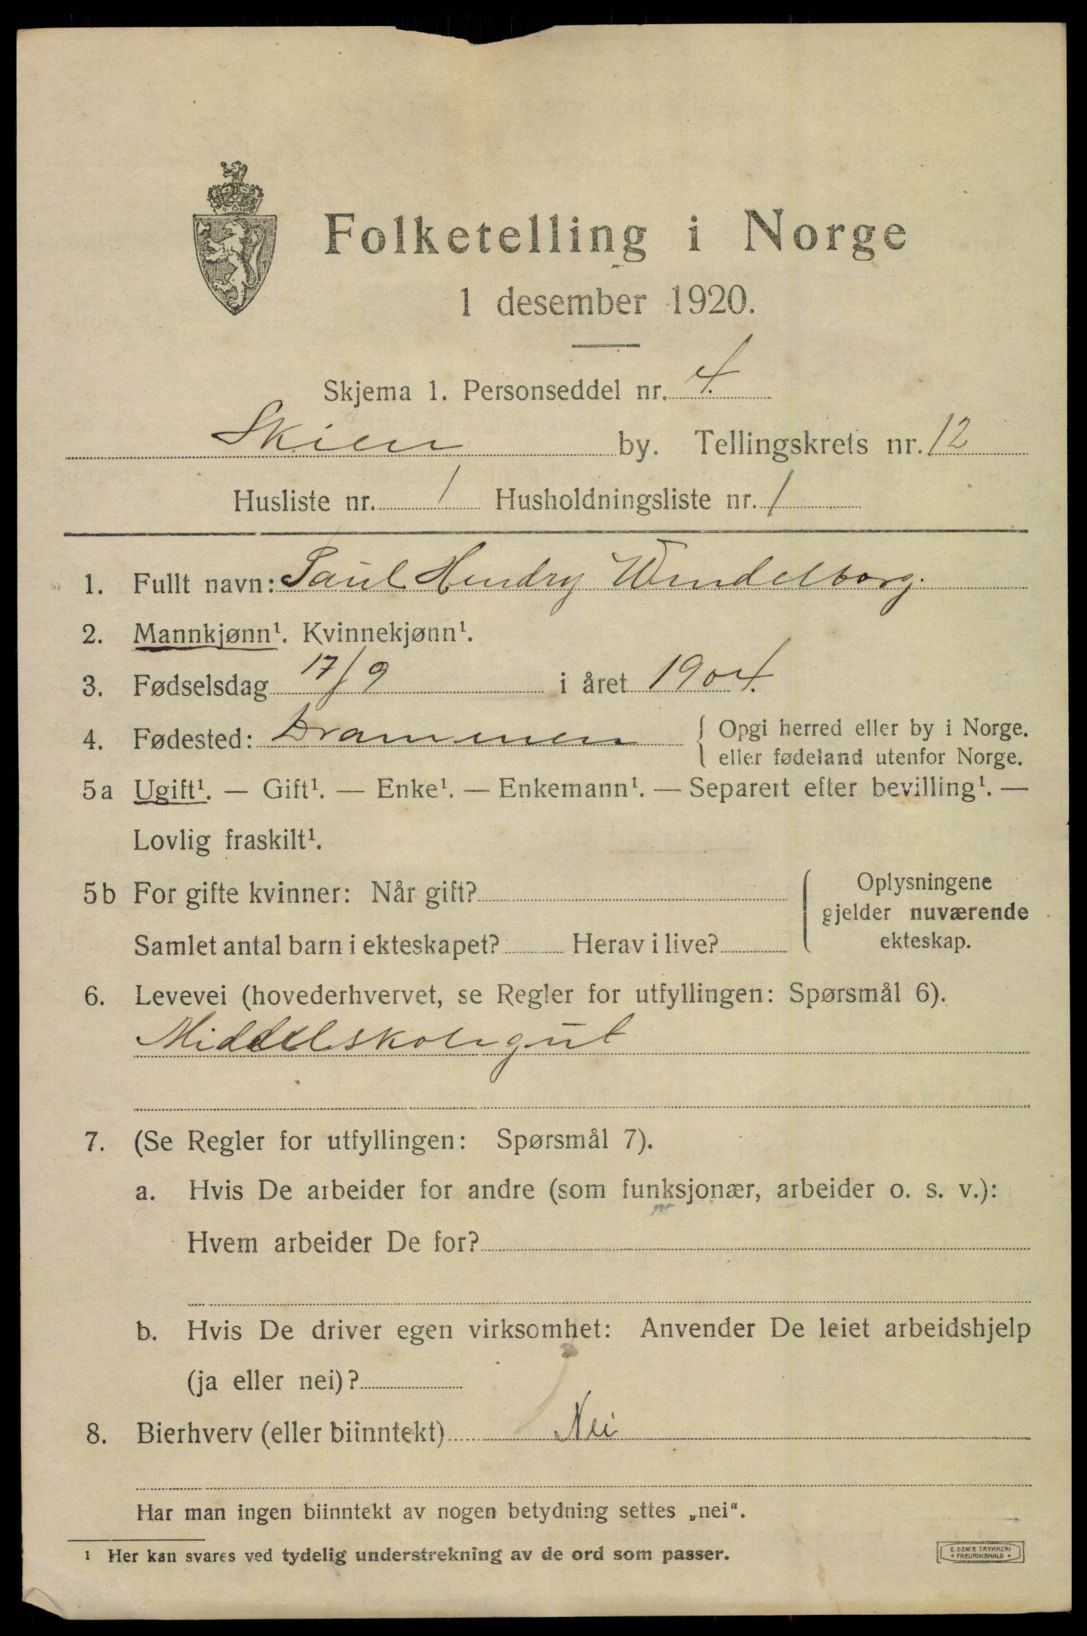 Folketelling i Norge
1 desember 1920.
Skjema 1. Personseddel nr. 4.
Skien by. Tellingskrets nr. 12
Husliste nr. 1 Husholdningsliste nr. 1
1. Fullt navn: Paul Hendry Wendelborg.
2. Mannkjønn¹. Kvinnekjønn¹.
3. Fødselsdag 17/9 i året 1904.
4. Fødested: Drammen { Opgi herred eller by i Norge.
eller fødeland utenfor Norge.
5a Ugift¹. — Gift¹. — Enke¹. — Enkemann¹. — Separert efter bevilling¹. —
Lovlig fraskilt¹.
5b For gifte kvinner: Når gift?
Samlet antal barn i ekteskapet? Herav i live?
Oplysningene
gjelder nuværende
ekteskap.
6. Levevei (hovederhvervet, se Regler for utfyllingen: Spørsmål 6).
Middelskolegut
7. (Se Regler for utfyllingen: Spørsmål 7).
a. Hvis De arbeider for andre (som funksjonær, arbeider o. s. v.):
Hvem arbeider De for?
b. Hvis De driver egen virksomhet: Anvender De leiet arbeidshjelp
(ja eller nei)?
8. Bierhverv (eller biinntekt) Nei
Har man ingen biinntekt av nogen betydning settes „nei“.
¹ Her kan svares ved tydelig understrekning av de ord som passer.
E. SEM'S TRYKKERI
• FREDRIKSHALD •